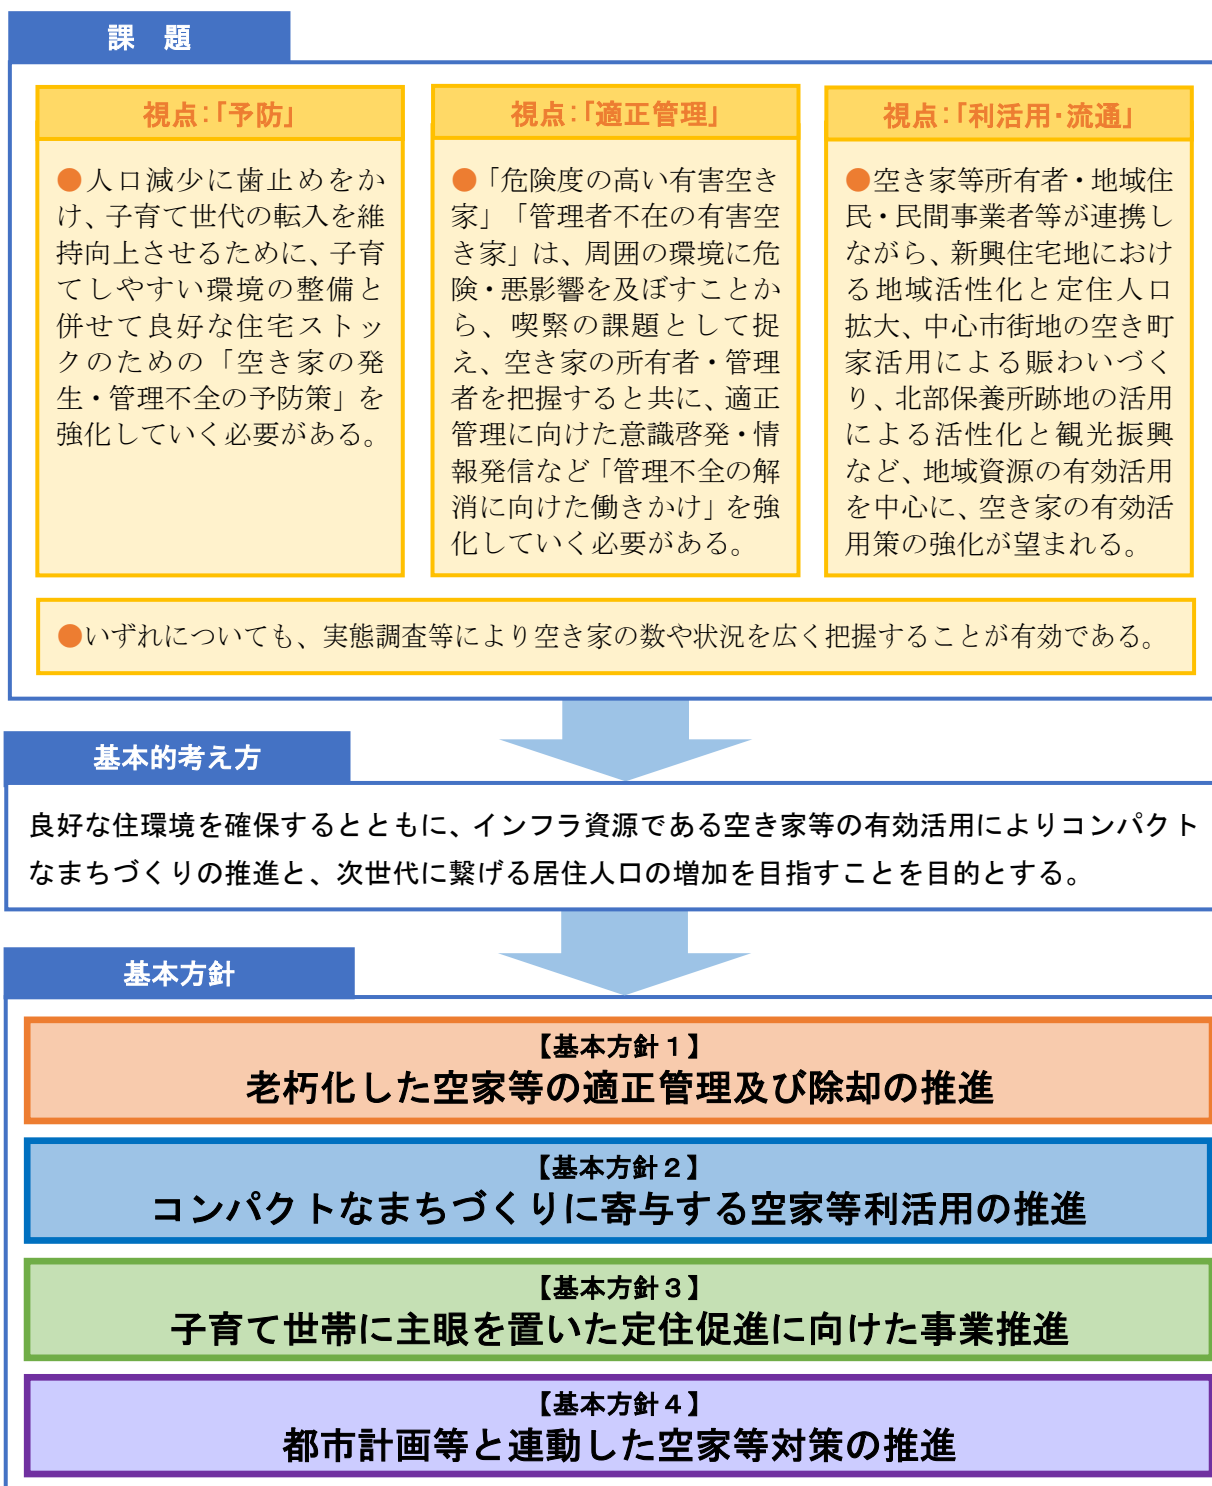 課　題
視点：「予防」
●人口減少に歯止めをか
け、子育て世代の転入を維
持向上させるために、子育
てしやすい環境の整備と
併せて良好な住宅ストッ
クのための「空き家の発
生・管理不全の予防策」を
強化していく必要がある。
視点：「適正管理」
●「危険度の高い有害空き
家」「管理者不在の有害空
き家」は、周囲の環境に危
険・悪影響を及ぼすことか
ら、喫緊の課題として捉
え、空き家の所有者・管理
者を把握すると共に、適正
管理に向けた意識啓発・情
報発信など「管理不全の解
消に向けた働きかけ」を強
化していく必要がある。
視点：「利活用・流通」
●空き家等所有者・地域住
民・民間事業者等が連携し
ながら、新興住宅地におけ
る地域活性化と定住人口
拡大、中心市街地の空き町
家活用による賑わいづく
り、北部保養所跡地の活用
による活性化と観光振興
など、地域資源の有効活用
を中心に、空き家の有効活
用策の強化が望まれる。
●いずれについても、実態調査等により空き家の数や状況を広く把握することが有効である。
基本的考え方
良好な住環境を確保するとともに、インフラ資源である空き家等の有効活用によりコンパクト
なまちづくりの推進と、次世代に繋げる居住人口の増加を目指すことを目的とする。
基本方針
【基本方針１】
老朽化した空家等の適正管理及び除却の推進
【基本方針２】
コンパクトなまちづくりに寄与する空家等利活用の推進
【基本方針３】
子育て世帯に主眼を置いた定住促進に向けた事業推進
【基本方針４】
都市計画等と連動した空家等対策の推進